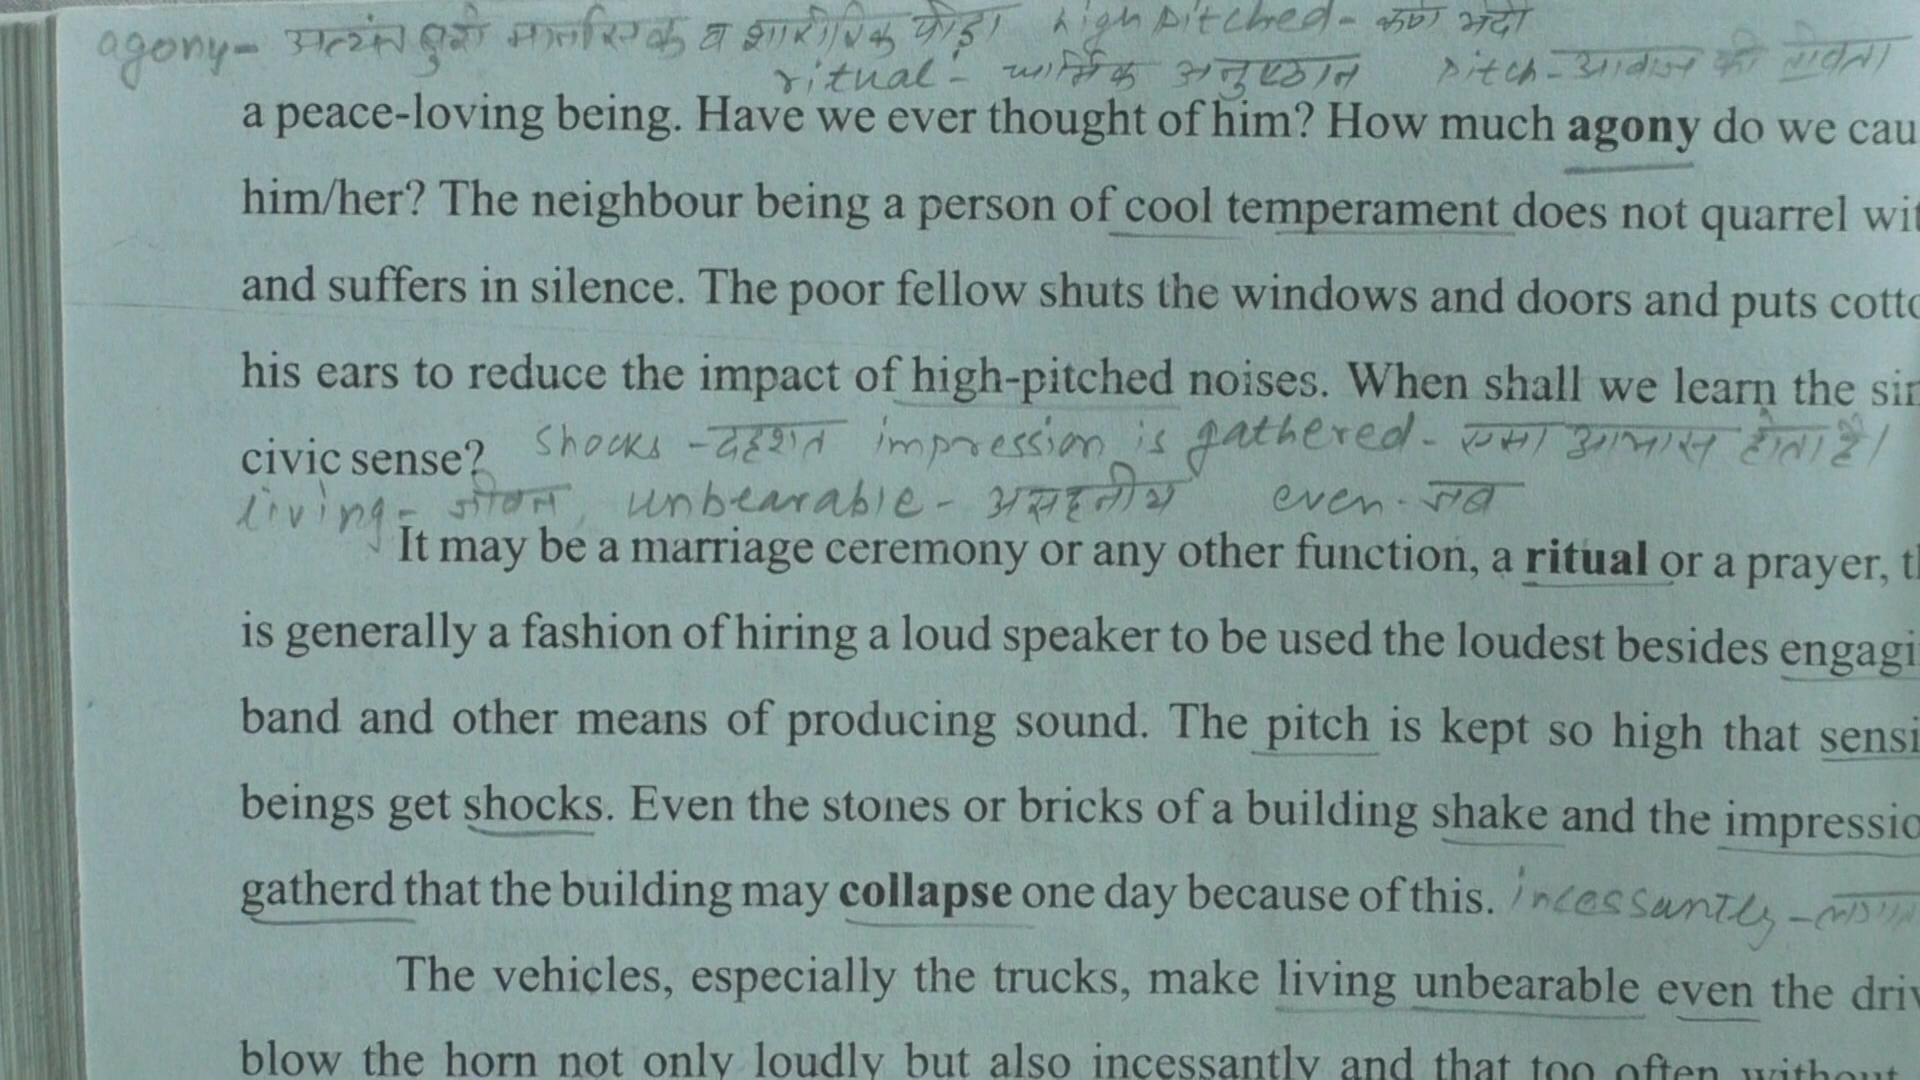 agony - अत्यंत बुरी मानसिक व शारीरिक पीड़ा high pitched - कर्ण भेदी
ritual - धार्मिक अनुष्ठान pitch - आवाज की तीव्रता
a peace-loving being. Have we ever thought of him? How much agony do we cau
him/her? The neighbour being a person of cool temperament does not quarrel wit
and suffers in silence. The poor fellow shuts the windows and doors and puts cotto
his ears to reduce the impact of high-pitched noises. When shall we learn the sim
civic sense? shocks - दहशत impression is gathered - एसा आभास होता है।
living - जीवन, unbearable - असहनीय even - जब
It may be a marriage ceremony or any other function, a ritual or a prayer, th
is generally a fashion of hiring a loud speaker to be used the loudest besides engagi
band and other means of producing sound. The pitch is kept so high that sensi
beings get shocks. Even the stones or bricks of a building shake and the impressio
gatherd that the building may collapse one day because of this. incessantly -
The vehicles, especially the trucks, make living unbearable even the driv
blow the horn not only loudly but also incessantly and that too often without